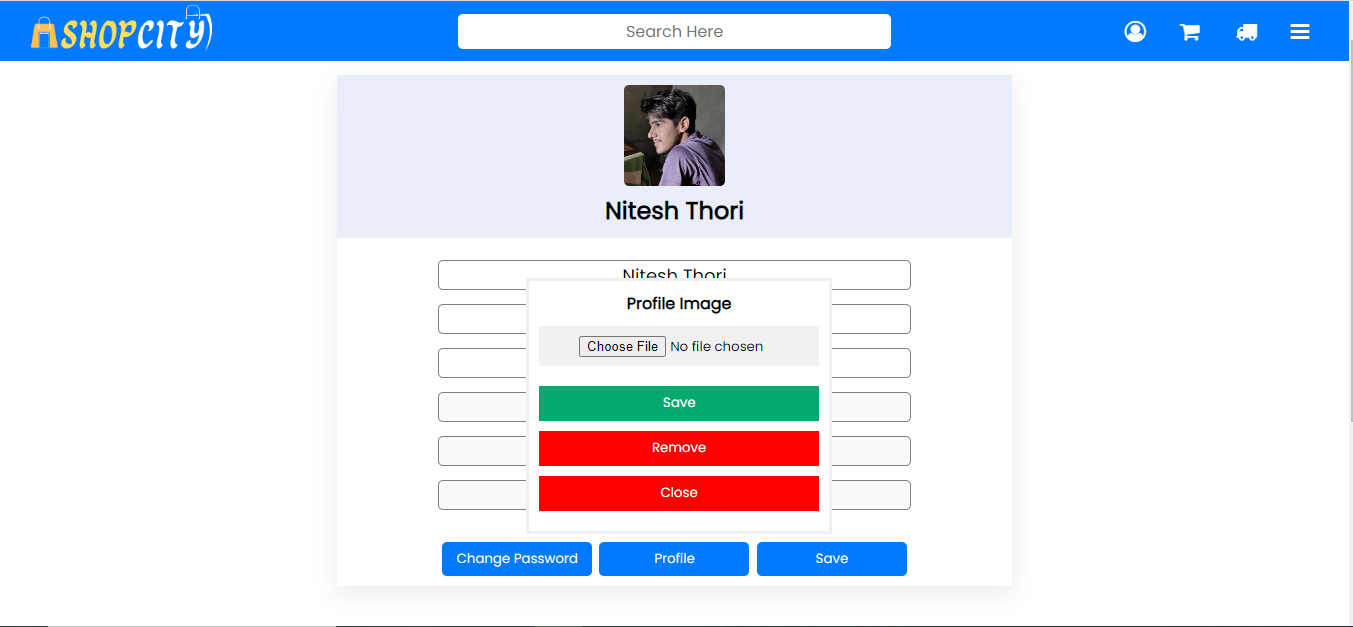 SHOPCITY
Search Here
Nitesh Thori
Nitesh Thori
Profile Image
Choose File No file chosen
Save
Remove
Close
Change Password Profile Save